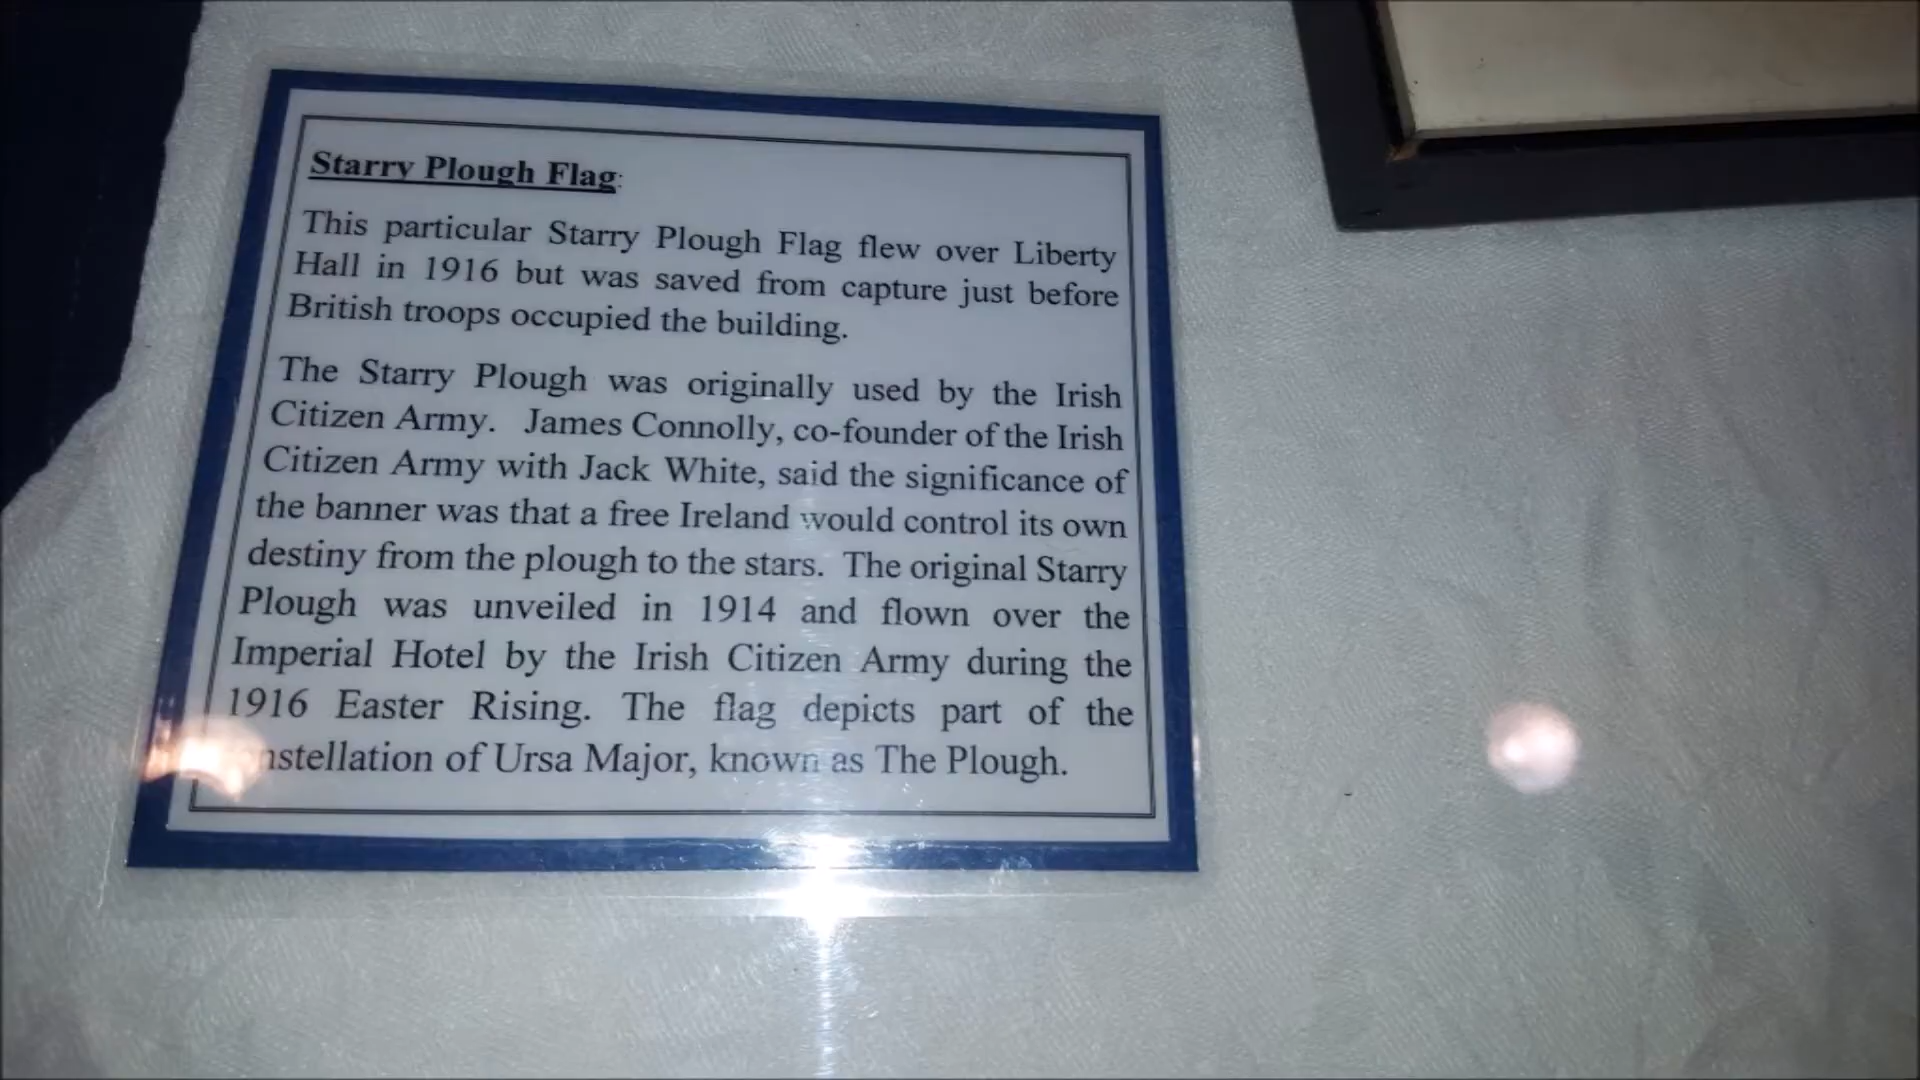 Starry Plough Flag:
This particular Starry Plough Flag flew over Liberty
Hall in 1916 but was saved from capture just before
British troops occupied the building.
The Starry Plough was originally used by the Irish
Citizen Army. James Connolly, co-founder of the Irish
Citizen Army with Jack White, said the significance of
the banner was that a free Ireland would control its own
destiny from the plough to the stars. The original Starry
Plough was unveiled in 1914 and flown over the
Imperial Hotel by the Irish Citizen Army during the
1916 Easter Rising. The flag depicts part of the
nstellation of Ursa Major, known as The Plough.